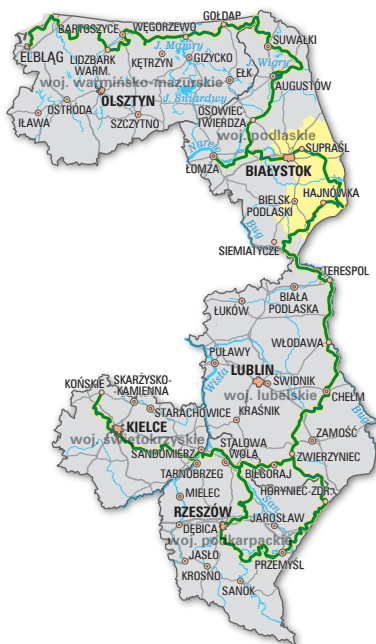 GOŁDAP
WĘGORZEWO
BARTOSZYCE
SUWAŁKI
ELBLĄG
J. Mamry
LIDZBARK
WARM.
KĘTRZYN
GIŻYCKO
J. Wigry
EŁK
AUGUSTÓW
woj. warmińsko-mazurskie
OLSZTYN
J. Śniardwy
OSTRÓDA
OSOWIEC
TWIERDZA
IŁAWA
SZCZYTNO
woj. podlaskie
SUPRAŚL
Narew
ŁOMŻA
BIAŁYSTOK
HAJNÓWKA
BIELSK
PODLASKI
Bug
SIEMIATYCZE
TERESPOL
BIAŁA
PODLASKA
ŁUKÓW
WŁODAWA
PUŁAWY
Wisła
LUBLIN
ŚWIDNIK
woj. lubelskie
CHEŁM
Bug
KOŃSKIE
SKARŻYSKO-
KAMIENNA
STARACHOWICE
KRAŚNIK
KIELCE
woj. świętokrzyskie
ZAMOŚĆ
SANDOMIERZ
STALOWA
WOLA
ZWIERZYNIEC
TARNOBRZEG
BIŁGORAJ
MIELEC
HORYNIEC-ZDR.
San
RZESZÓW
JAROSŁAW
DĘBICA
woj. podkarpackie
JASŁO
PRZEMYŚL
KROSNO
SANOK